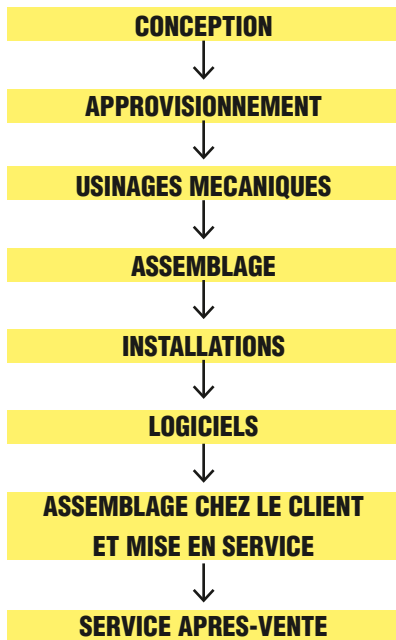 CONCEPTION
APPROVISIONNEMENT
USINAGES MECANIQUES
ASSEMBLAGE
INSTALLATIONS
LOGICIELS
ASSEMBLAGE CHEZ LE CLIENT
ET MISE EN SERVICE
SERVICE APRES-VENTE